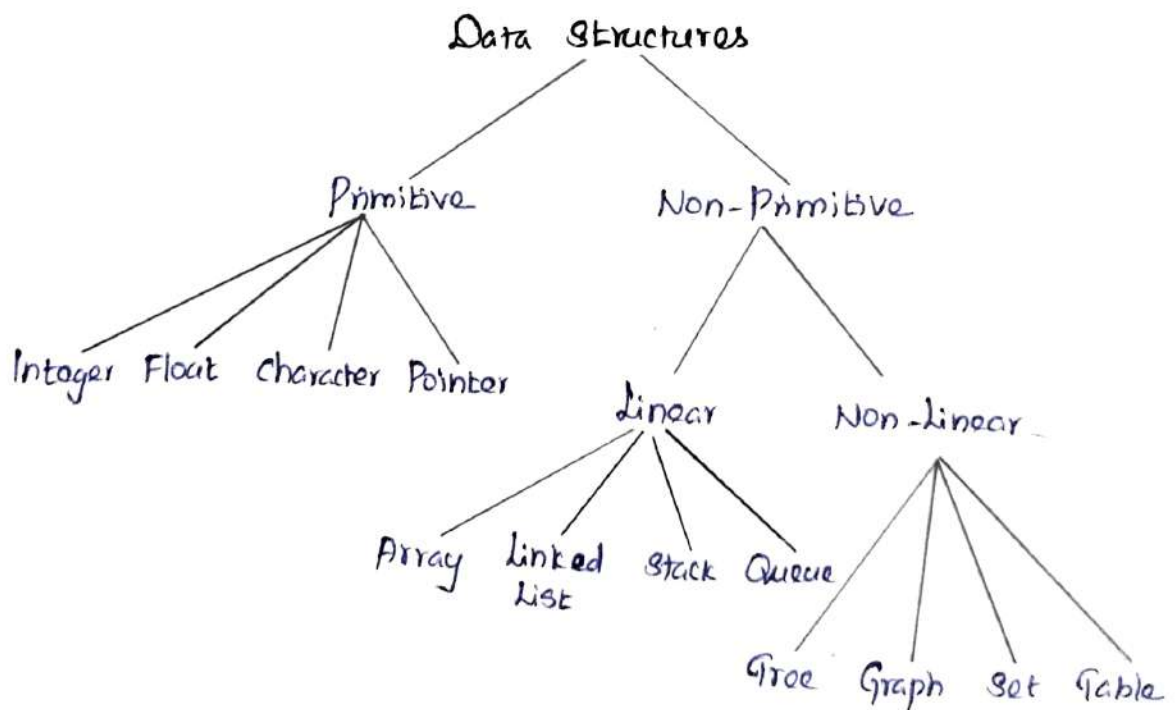 Data Structures
Primitive Non-Primitive
Integer Float Character Pointer
Linear Non-Linear
Array Linked List Stack Queue
Tree Graph Set Table